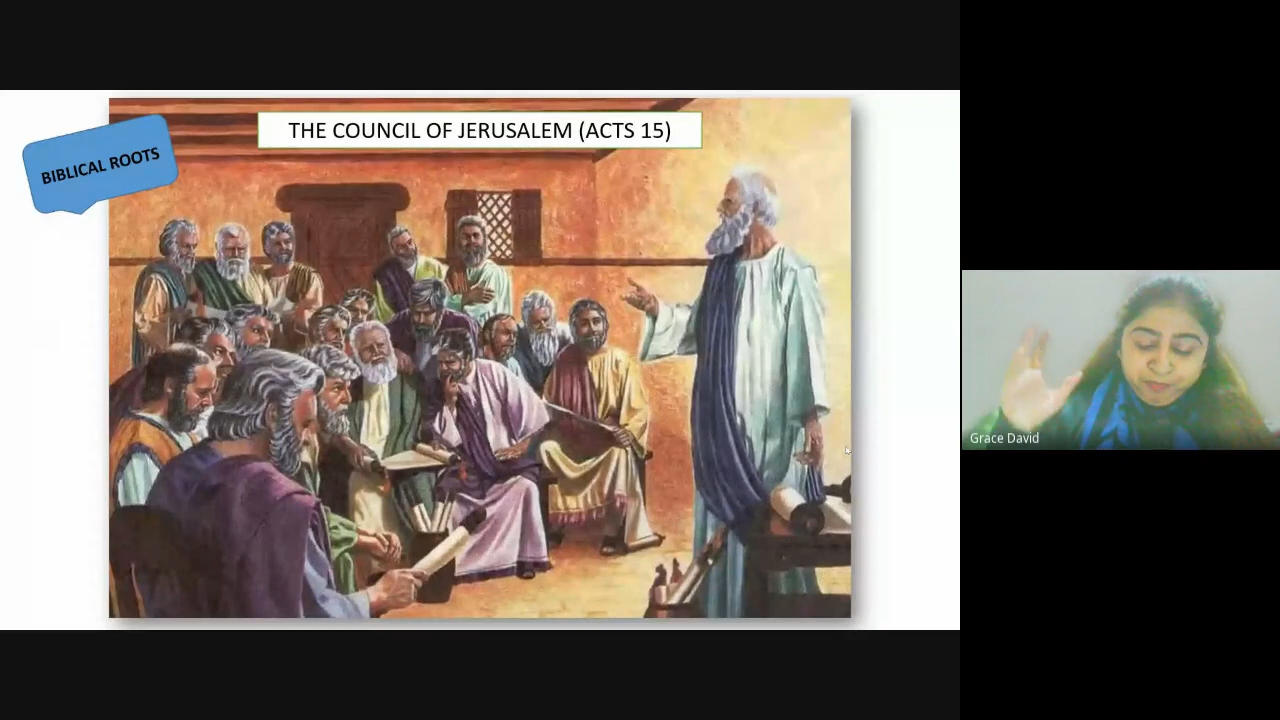 THE COUNCIL OF JERUSALEM (ACTS 15)
BIBLICAL ROOTS
Grace David